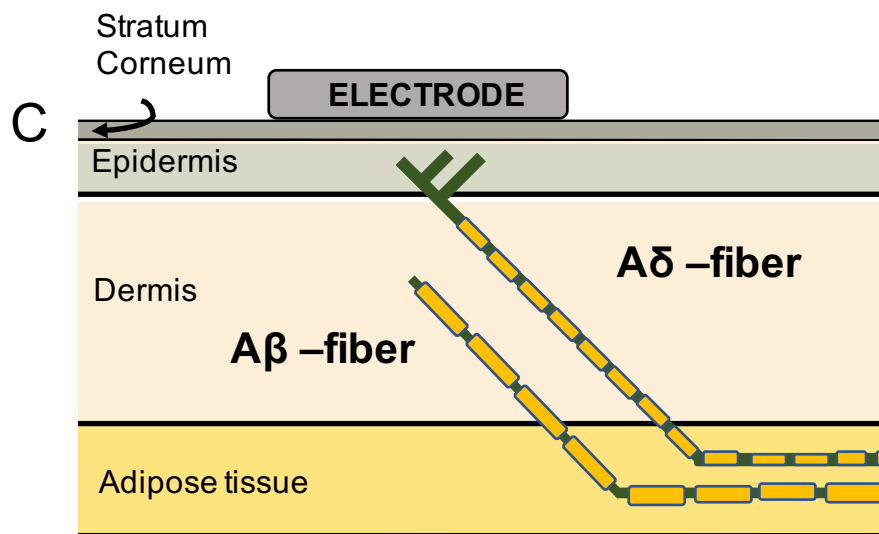 Stratum
Corneum
ELECTRODE
C
Epidermis
Aδ –fiber
Dermis
Aβ –fiber
Adipose tissue